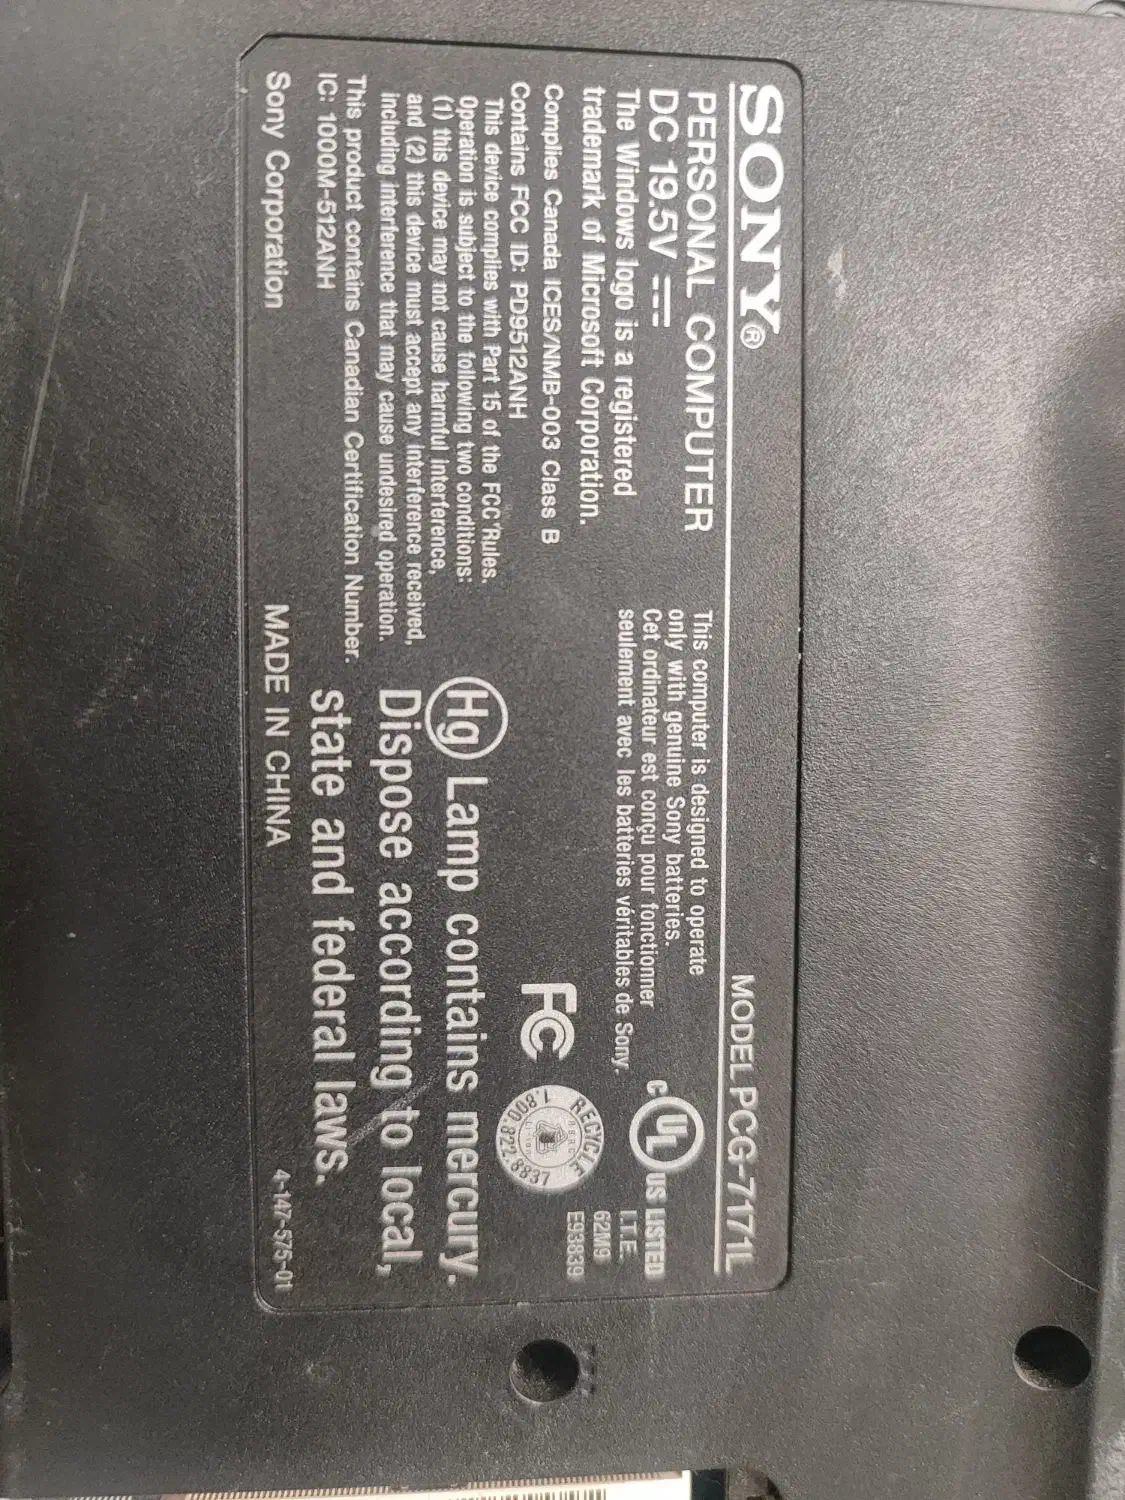 SONY®
MODEL PCG-7171L
PERSONAL COMPUTER
DC 19.5V
The Windows logo is a registered
trademark of Microsoft Corporation.
This computer is designed to operate
only with genuine Sony batteries.
Cet ordinateur est conçu pour fonctionner
seulement avec les batteries véritables de Sony.
C UL US LISTED
I.T.E.
62M9
E93839
Complies Canada ICES/NMB-003 Class B
Contains FCC ID: PD9512ANH
This device complies with Part 15 of the FCC Rules.
Operation is subject to the following two conditions:
(1) this device may not cause harmful interference,
and (2) this device must accept any interference received,
including interference that may cause undesired operation.
This product contains Canadian Certification Number.
IC: 1000M-512ANH
FC
RECYCLE
1.800.822.8837
Hg Lamp contains mercury.
Dispose according to local,
state and federal laws.
Sony Corporation
MADE IN CHINA
4-147-575-01